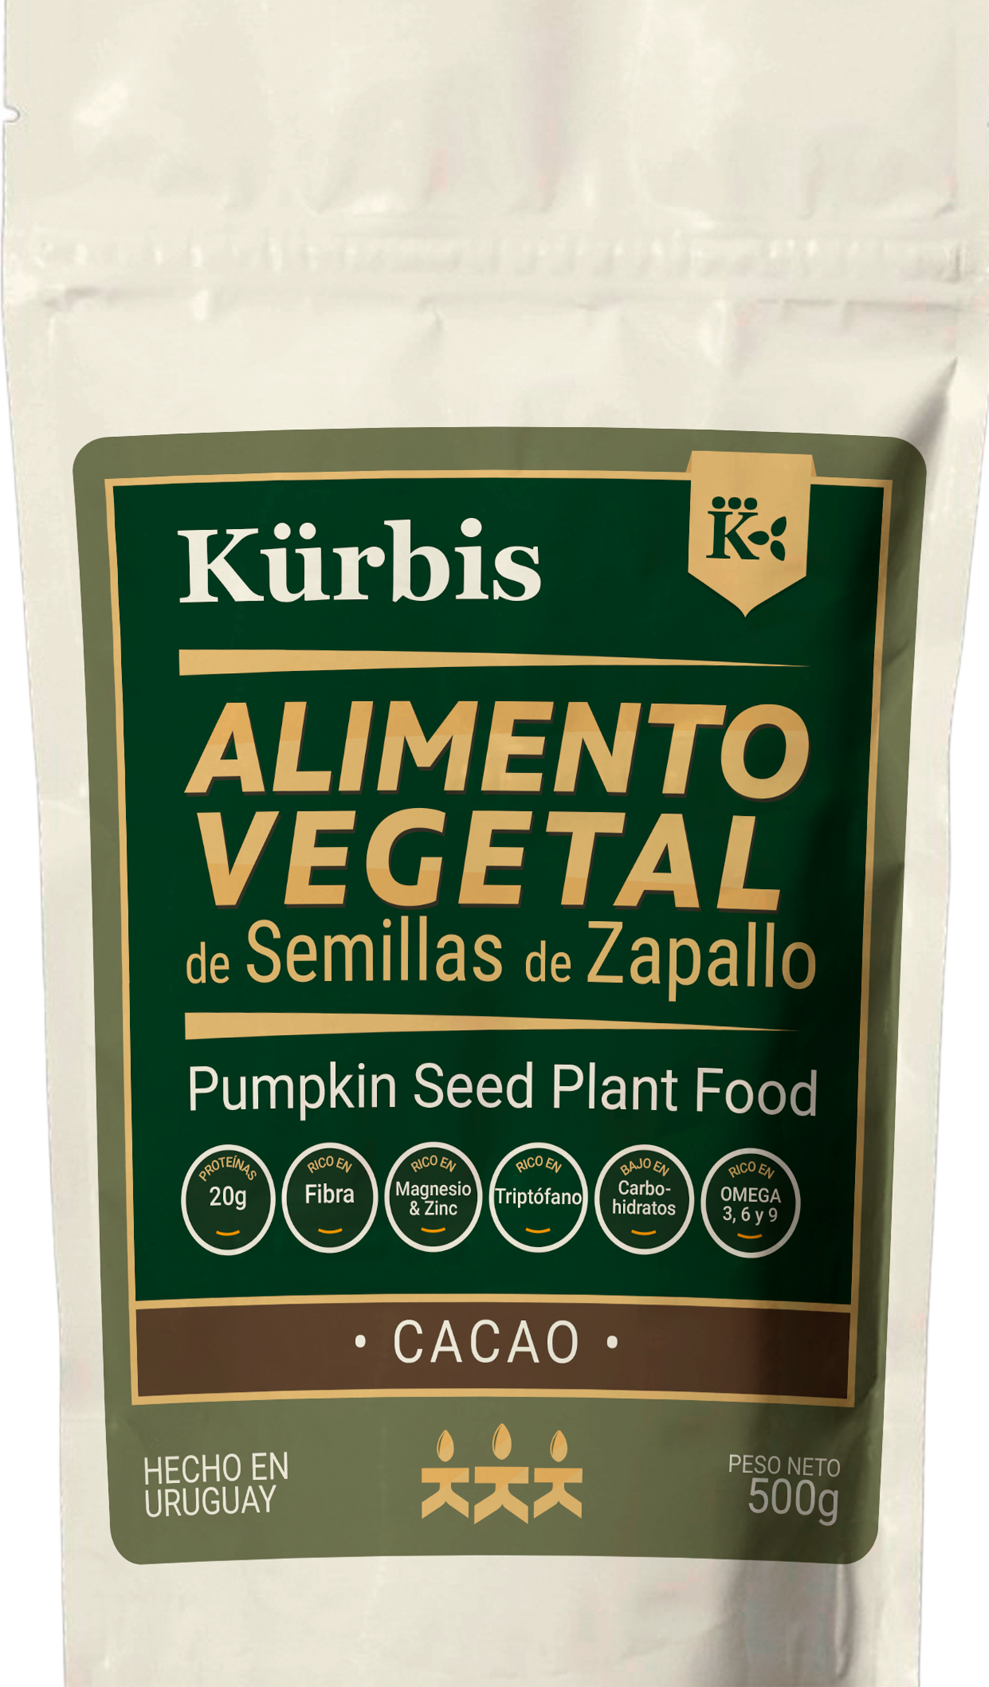 Kürbis
K
ALIMENTO
VEGETAL
de Semillas de Zapallo
Pumpkin Seed Plant Food
PROTEÍNAS
20g
RICO EN
Fibra
RICO EN
Magnesio
& Zinc
RICO EN
Triptófano
BAJO EN
Carbo-
hidratos
RICO EN
OMEGA
3, 6 y 9
• CACAO •
HECHO EN
URUGUAY
PESO NETO
500g